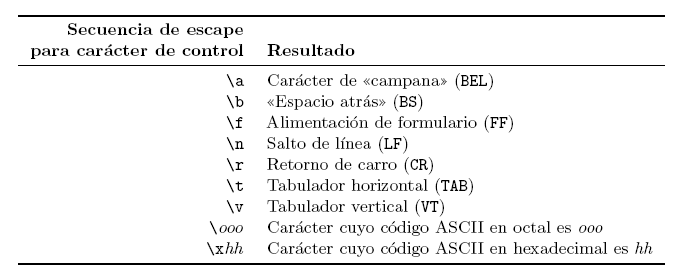 Secuencia de escape
para carácter de control Resultado
\a Carácter de «campana» (BEL)
\b «Espacio atrás» (BS)
\f Alimentación de formulario (FF)
\n Salto de línea (LF)
\r Retorno de carro (CR)
\t Tabulador horizontal (TAB)
\v Tabulador vertical (VT)
\ooo Carácter cuyo código ASCII en octal es ooo
\xhh Carácter cuyo código ASCII en hexadecimal es hh